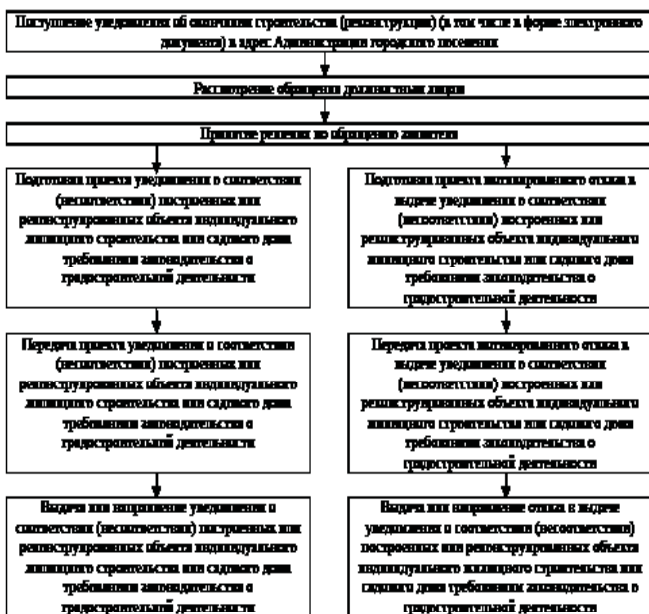 Поступление уведомления об окончании строительства (реконструкции) (в том числе в форме электронного
документа) в адрес Администрации городского поселения
Рассмотрение обращения должностным лицом
Принятие решения по обращению заявителя
Подготовка проекта уведомления о соответствии
(несоответствии) построенных или
реконструированных объекта индивидуального
жилищного строительства или садового дома
требованиям законодательства о
градостроительной деятельности
Подготовка проекта мотивированного отказа в
выдаче уведомления о соответствии
(несоответствии) построенных или
реконструированных объекта индивидуального
жилищного строительства или садового дома
требованиям законодательства о
градостроительной деятельности
Передача проекта уведомления о соответствии
(несоответствии) построенных или
реконструированных объекта индивидуального
жилищного строительства или садового дома
требованиям законодательства о
градостроительной деятельности
Передача проекта мотивированного отказа в
выдаче уведомления о соответствии
(несоответствии) построенных или
реконструированных объекта индивидуального
жилищного строительства или садового дома
требованиям законодательства о
градостроительной деятельности
Выдача или направление уведомления о
соответствии (несоответствии) построенных или
реконструированных объекта индивидуального
жилищного строительства или садового дома
требованиям законодательства о
градостроительной деятельности
Выдача или направление отказа в выдаче
уведомления о соответствии (несоответствии)
построенных или реконструированных объекта
индивидуального жилищного строительства или
садового дома требованиям законодательства о
градостроительной деятельности